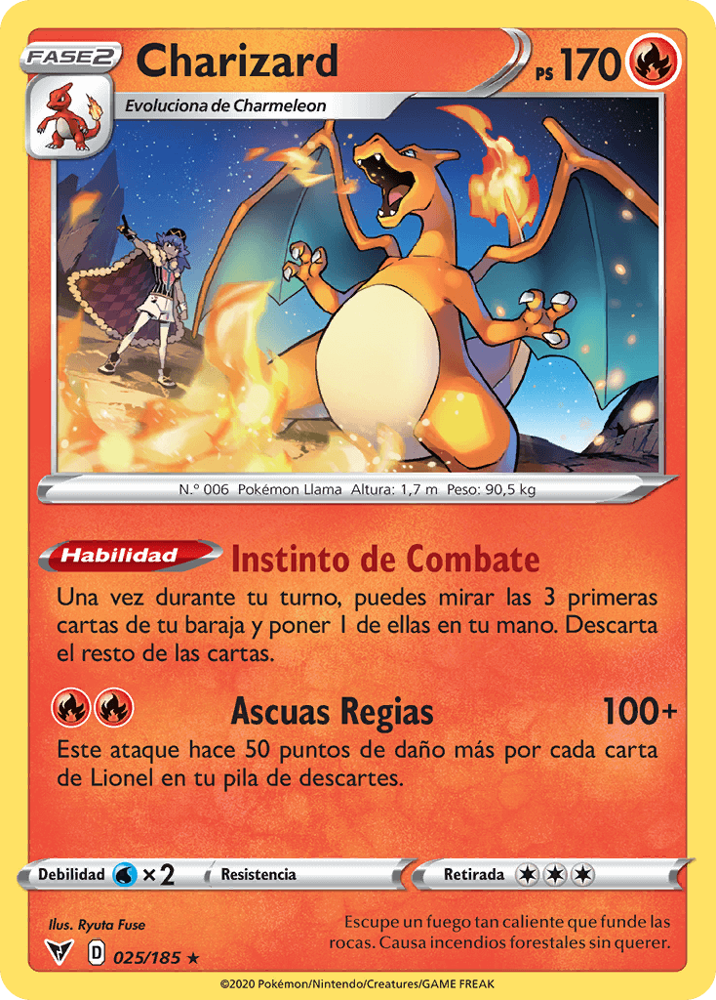 FASE 2
Charizard
PS 170
Evoluciona de Charmeleon
N.º 006 Pokémon Llama Altura: 1,7 m Peso: 90,5 kg
Habilidad Instinto de Combate
Una vez durante tu turno, puedes mirar las 3 primeras
cartas de tu baraja y poner 1 de ellas en tu mano. Descarta
el resto de las cartas.
Ascuas Regias 100+
Este ataque hace 50 puntos de daño más por cada carta
de Lionel en tu pila de descartes.
Debilidad ×2 Resistencia Retirada
Ilus. Ryuta Fuse
Escupe un fuego tan caliente que funde las
rocas. Causa incendios forestales sin querer.
D 025/185 ★
©2020 Pokémon/Nintendo/Creatures/GAME FREAK